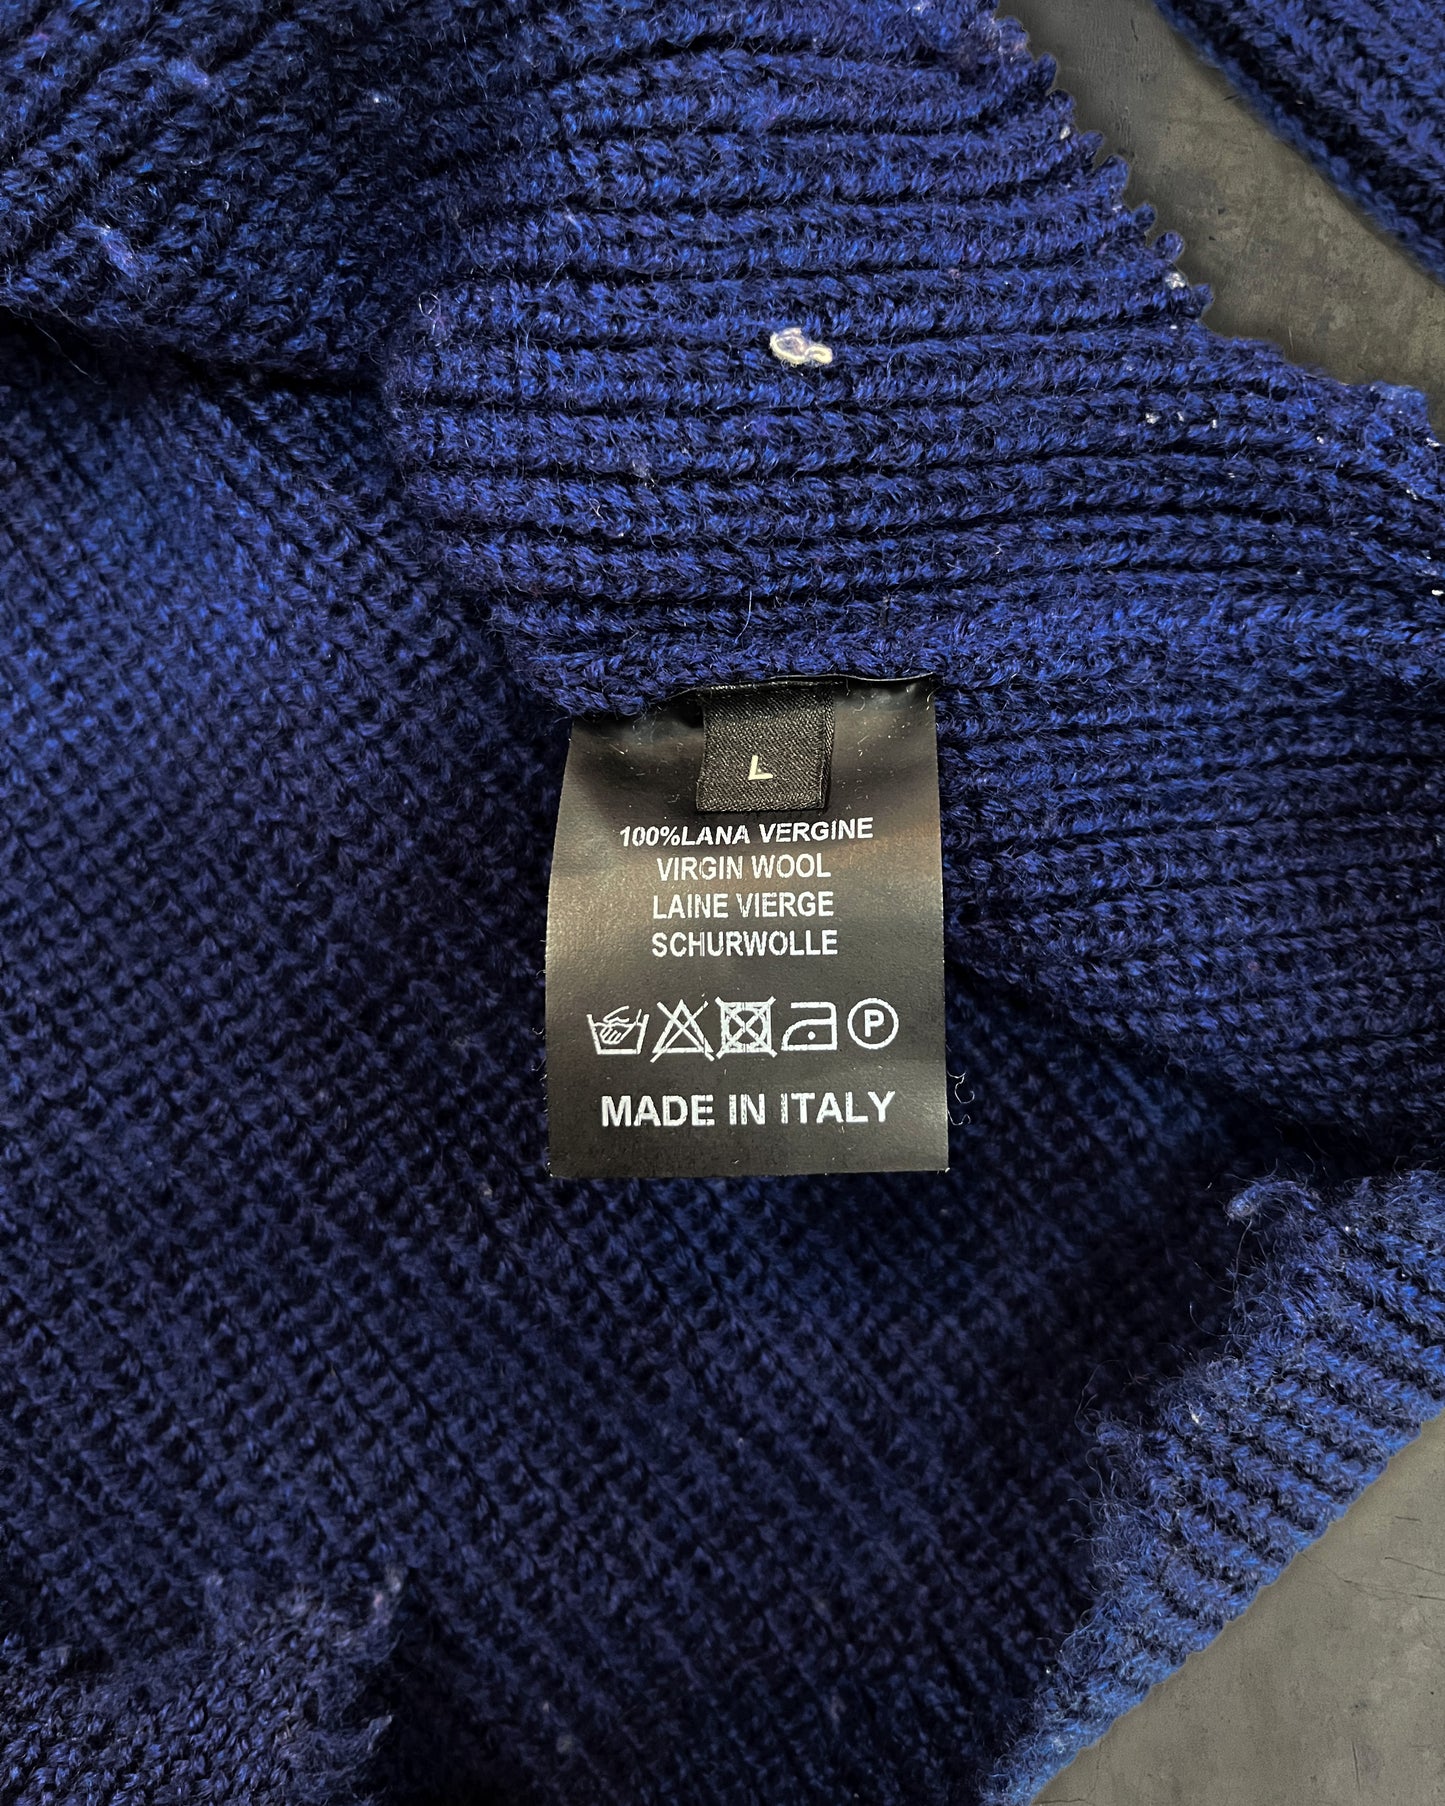 L
100%LANA VERGINE
VIRGIN WOOL
LAINE VIERGE
SCHURWOLLE
P
MADE IN ITALY